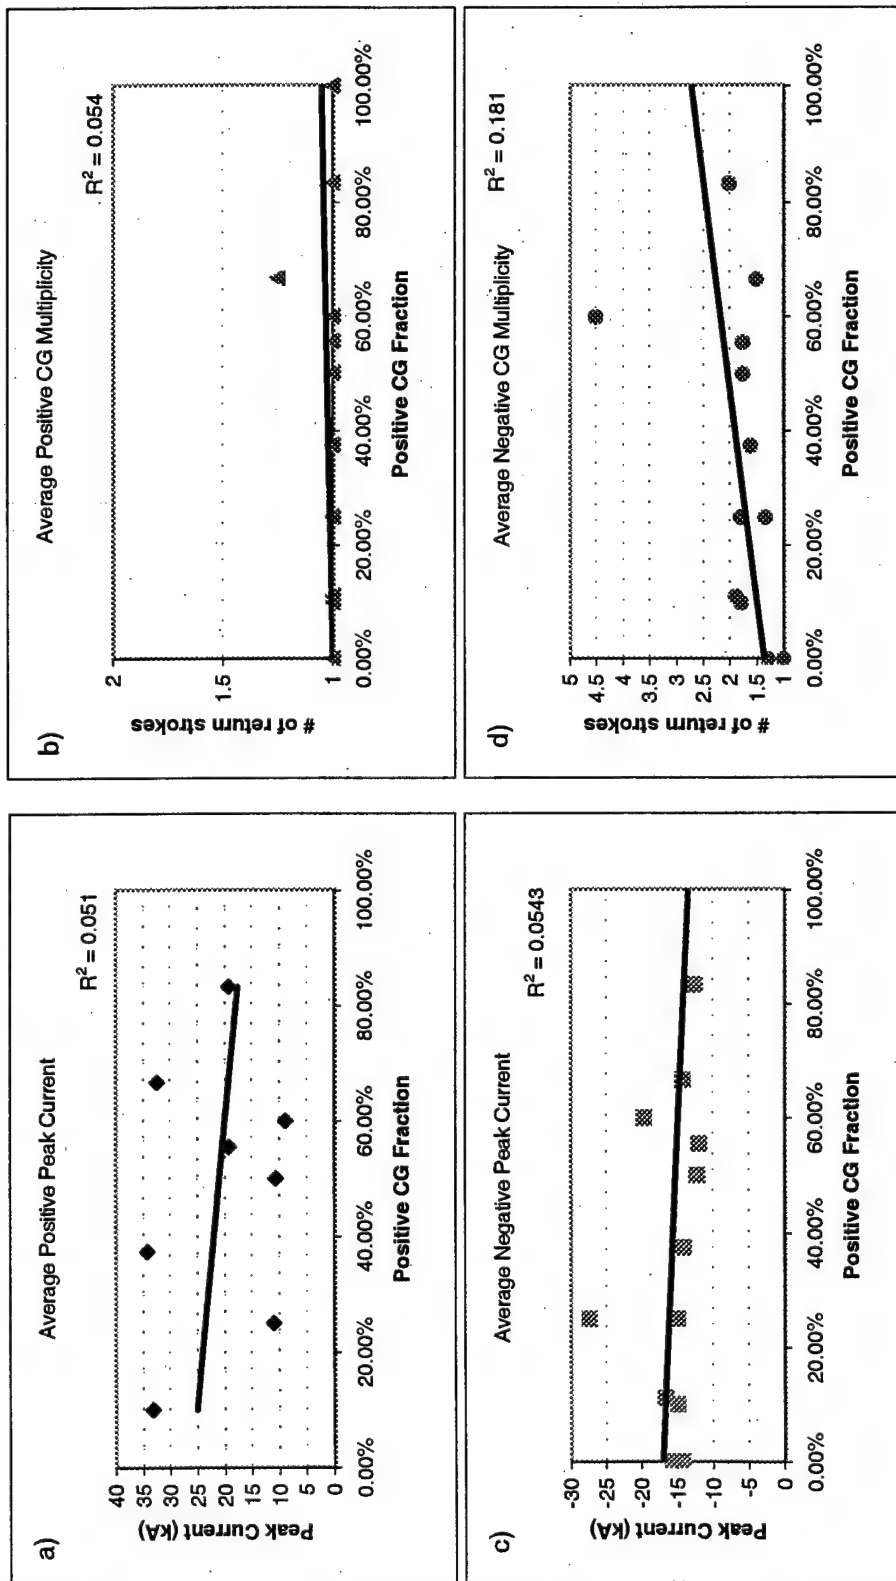 a)
Average Positive Peak Current
R² = 0.051
40
35
30
25
20
15
10
5
0
Peak Current (kA)
0.00% 20.00% 40.00% 60.00% 80.00% 100.00%
Positive CG Fraction
b)
Average Positive CG Multiplicity
R² = 0.054
2
1.5
1
# of return strokes
0.00% 20.00% 40.00% 60.00% 80.00% 100.00%
Positive CG Fraction
c)
Average Negative Peak Current
R² = 0.0543
-30
-25
-20
-15
-10
-5
0
Peak Current (kA)
0.00% 20.00% 40.00% 60.00% 80.00% 100.00%
Positive CG Fraction
d)
Average Negative CG Multiplicity
R² = 0.181
5
4.5
4
3.5
3
2.5
2
1.5
1
# of return strokes
0.00% 20.00% 40.00% 60.00% 80.00% 100.00%
Positive CG Fraction